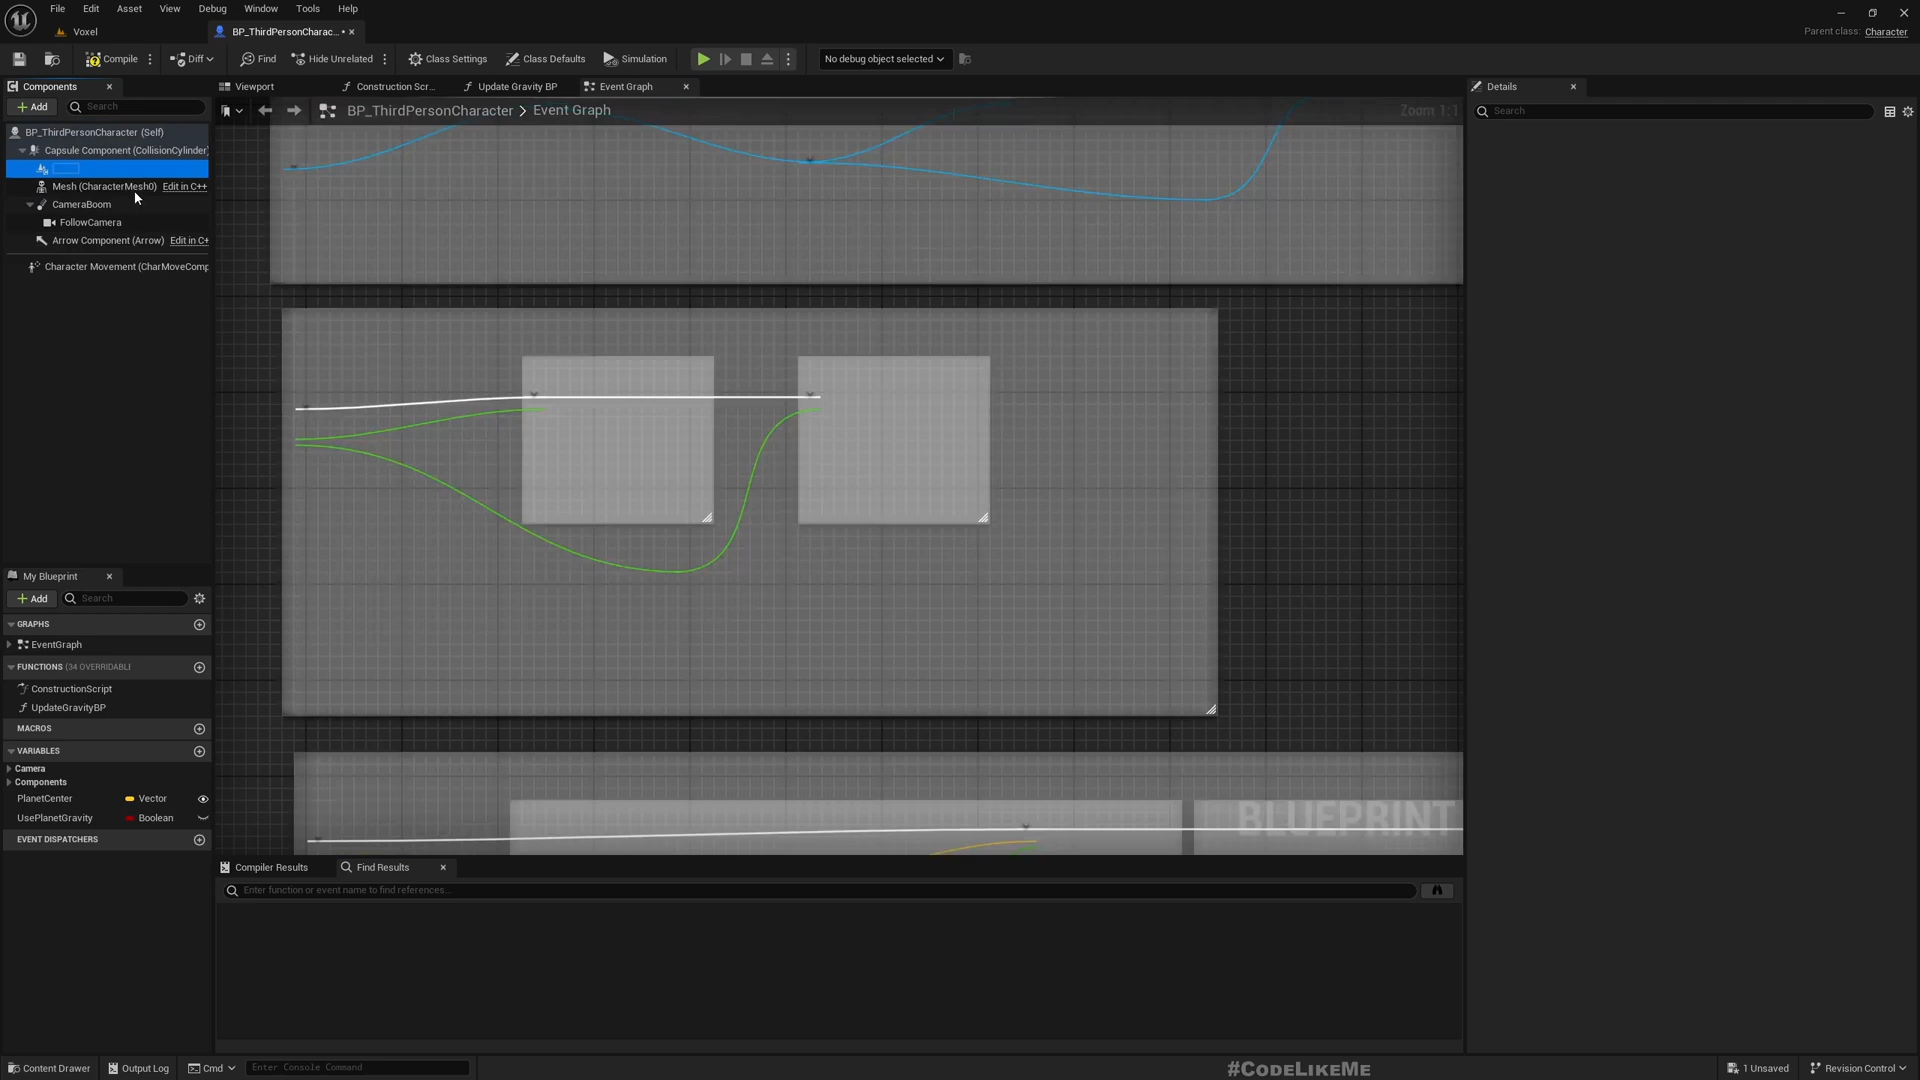 File Edit Asset View Debug Window Tools Help
Voxel
BP_ThirdPersonCharac... •
Parent class: Character
Compile
Diff
Find
Hide Unrelated
Class Settings
Class Defaults
Simulation
No debug object selected
Components
Viewport
Construction Scr...
Update Gravity BP
Event Graph
Details
Add
Search
BP_ThirdPersonCharacter > Event Graph
Zoom 1:1
Search
BP_ThirdPersonCharacter (Self)
Capsule Component (CollisionCylinder)
Mesh (CharacterMesh0) Edit in C++
CameraBoom
FollowCamera
Arrow Component (Arrow) Edit in C+
Character Movement (CharMoveComp
My Blueprint
Add
Search
GRAPHS
EventGraph
FUNCTIONS (34 OVERRIDABL
ConstructionScript
UpdateGravityBP
MACROS
VARIABLES
Camera
Components
PlanetCenter Vector
UsePlanetGravity Boolean
EVENT DISPATCHERS
BLUEPRINT
Compiler Results
Find Results
Enter function or event name to find references...
Content Drawer
Output Log
Cmd
Enter Console Command
#CODELIKEME
1 Unsaved
Revision Control